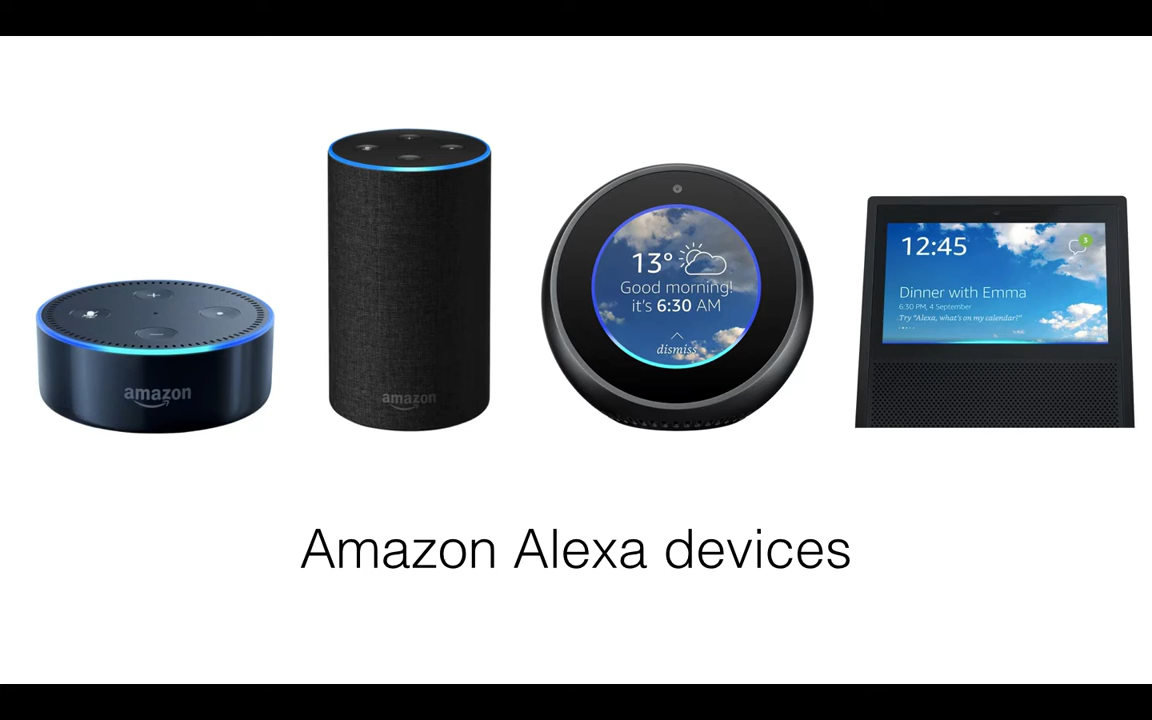 amazon
amazon
13°
Good morning!
it's 6:30 AM
dismiss
12:45
3
Dinner with Emma
6:30 PM, 4 September
Try "Alexa, what's on my calendar?"
Amazon Alexa devices